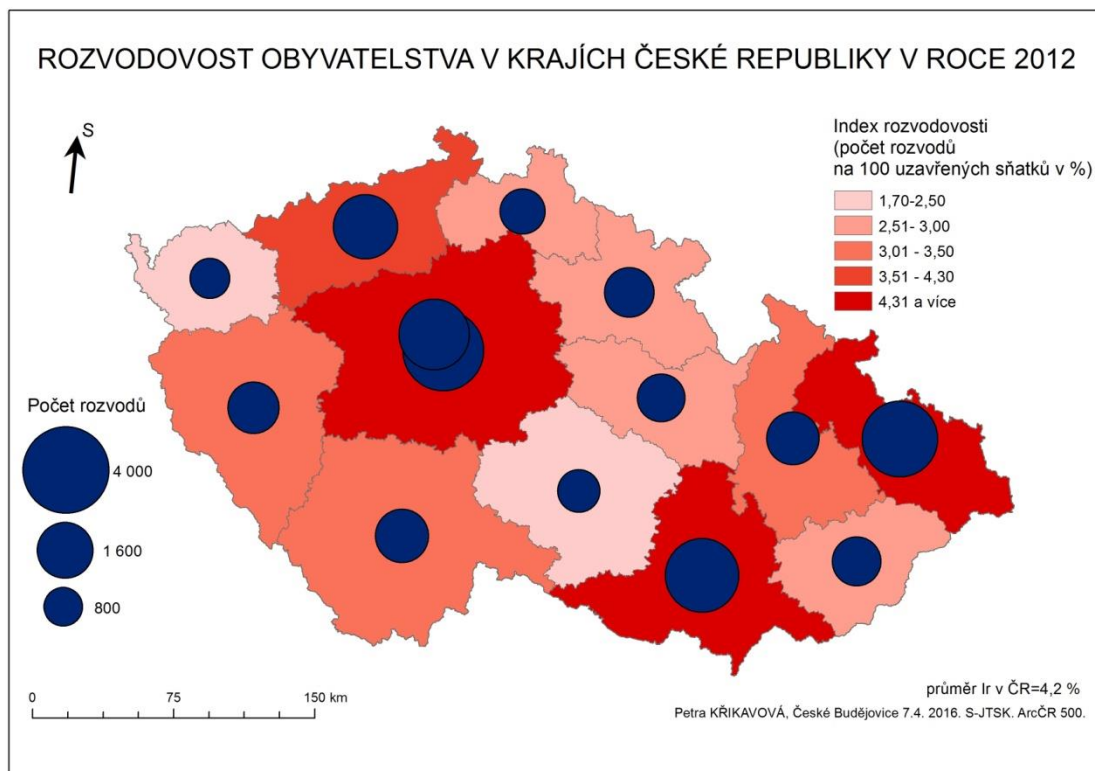 ROZVODOVOST OBYVATELSTVA V KRAJÍCH ČESKÉ REPUBLIKY V ROCE 2012
S
Index rozvodovosti
(počet rozvodů
na 100 uzavřených sňatků v %)
1,70-2,50
2,51- 3,00
3,01 - 3,50
3,51 - 4,30
4,31 a více
Počet rozvodů
4 000
1 600
800
0 75 150 km
průměr Ir v ČR=4,2 %
Petra KŘIKAVOVÁ, České Budějovice 7.4. 2016. S-JTSK. ArcČR 500.